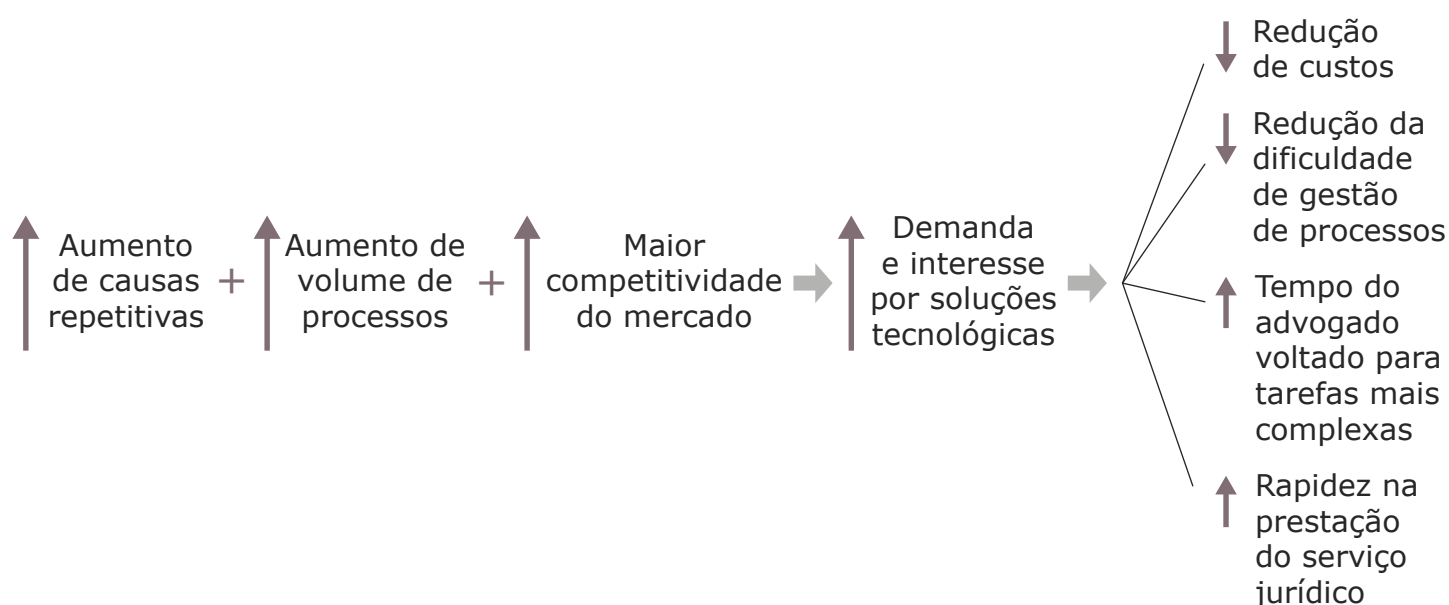 Aumento
de causas
repetitivas
+
Aumento de
volume de
processos
+
Maior
competitividade
do mercado
Demanda
e interesse
por soluções
tecnológicas
Redução
de custos
Redução da
dificuldade
de gestão
de processos
Tempo do
advogado
voltado para
tarefas mais
complexas
Rapidez na
prestação
do serviço
jurídico